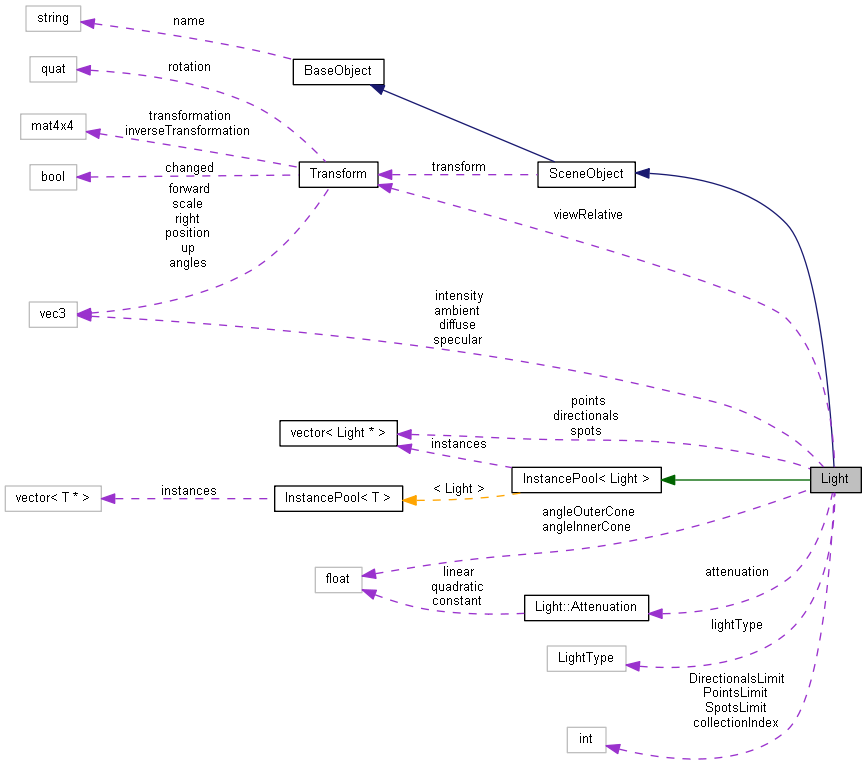 string
name
quat
rotation
BaseObject
mat4x4
transformation
inverseTransformation
bool
changed
Transform
transform
SceneObject
forward
scale
right
position
up
angles
viewRelative
vec3
intensity
ambient
diffuse
specular
points
directionals
spots
vector< Light * >
instances
InstancePool< Light >
Light
vector< T * >
instances
InstancePool< T >
< Light >
angleOuterCone
angleInnerCone
float
linear
quadratic
constant
attenuation
Light::Attenuation
lightType
LightType
DirectionalsLimit
PointsLimit
SpotsLimit
collectionIndex
int